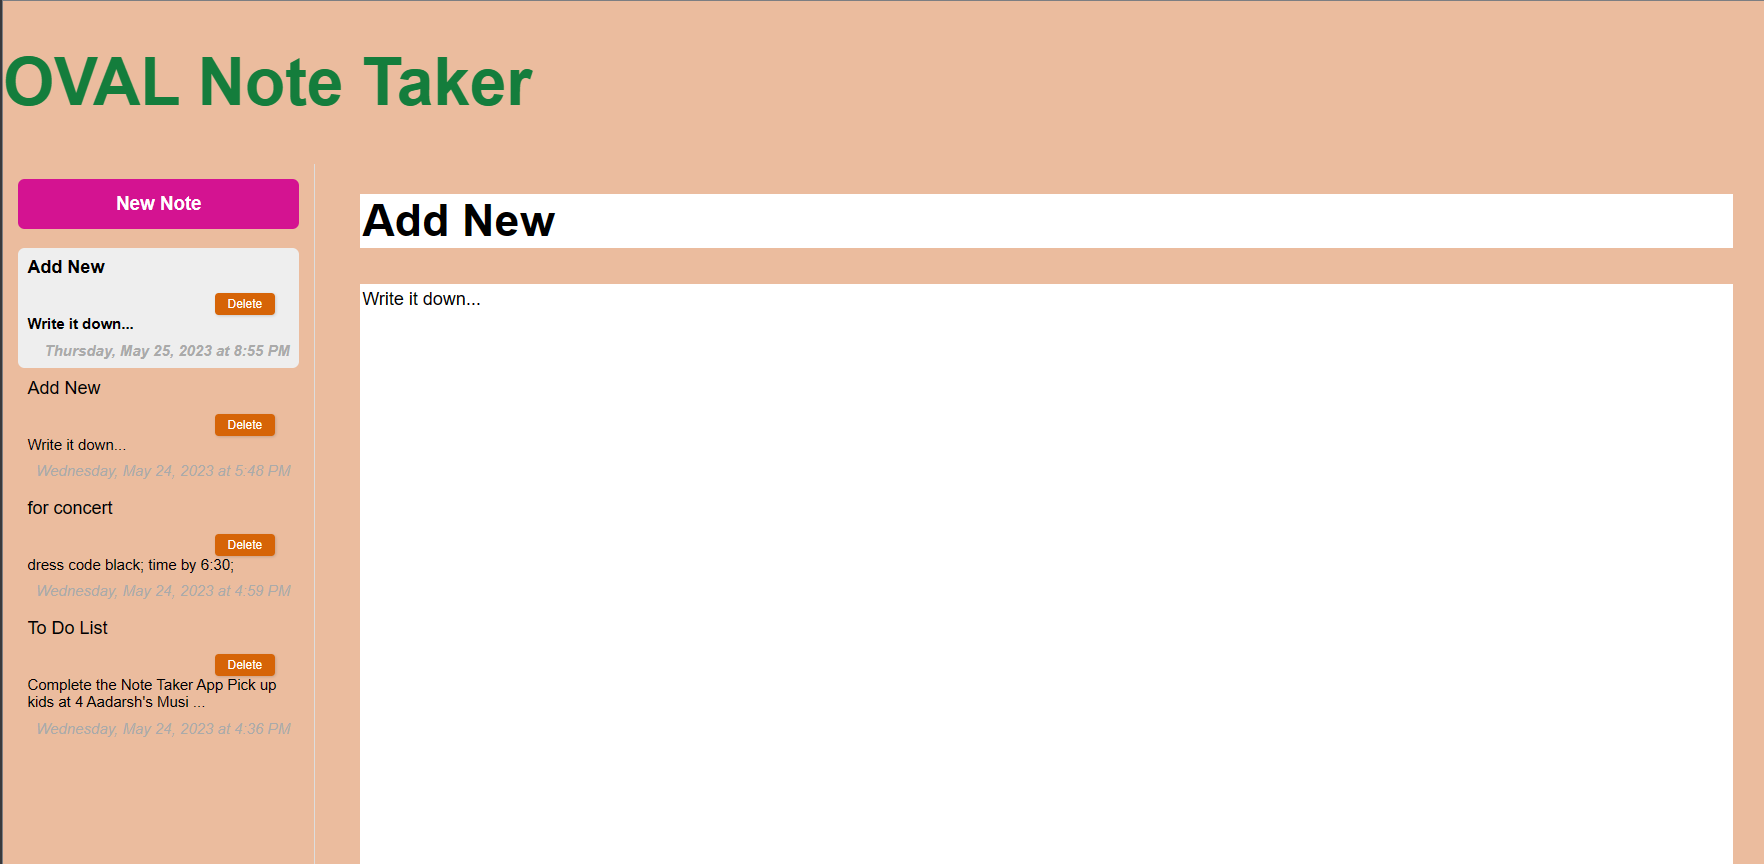 OVAL Note Taker
New Note
Add New
Delete
Write it down...
Thursday, May 25, 2023 at 8:55 PM
Add New
Delete
Write it down...
Wednesday, May 24, 2023 at 5:48 PM
for concert
Delete
dress code black; time by 6:30;
Wednesday, May 24, 2023 at 4:59 PM
To Do List
Delete
Complete the Note Taker App Pick up
kids at 4 Aadarsh's Musi ...
Wednesday, May 24, 2023 at 4:36 PM
Add New
Write it down...